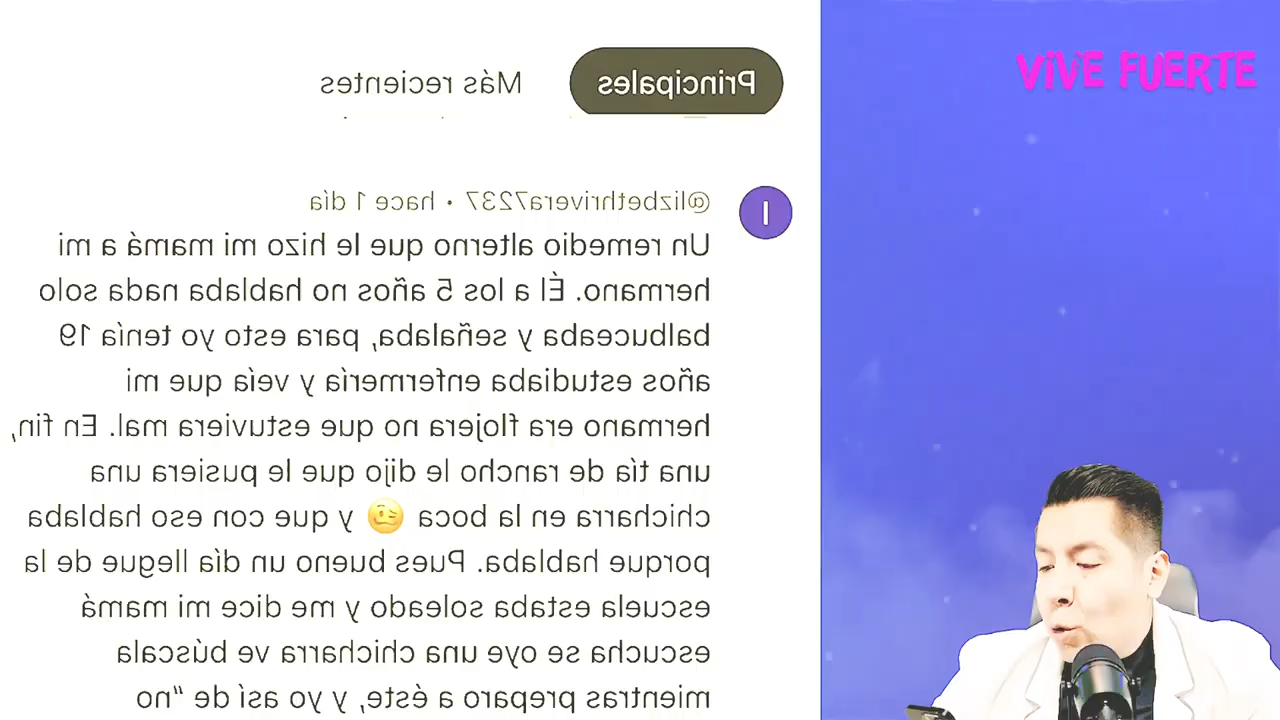 Principales
Más recientes
VIVE FUERTE
I
@lizbethrivera7237 • hace 1 día
Un remedio alterno que le hizo mi mamá a mi
hermano. Él a los 5 años no hablaba nada solo
balbuceaba y señalaba, para esto yo tenía 19
años estudiaba enfermería y veía que mi
hermano era flojera no que estuviera mal. En fin,
una tía de rancho le dijo que le pusiera una
chicharra en la boca 🥴 y que con eso hablaba
porque hablaba. Pues bueno un día llegue de la
escuela estaba soleado y me dice mi mamá
escucha se oye una chicharra ve búscala
mientras preparo a éste, y yo así de "no